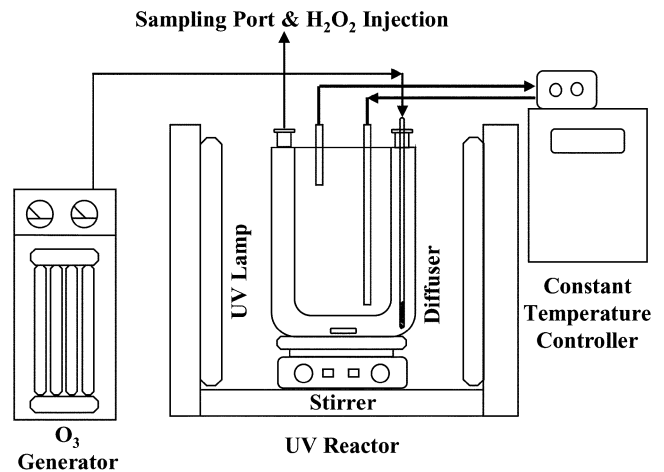 Sampling Port & H₂O₂ Injection
UV Lamp
Diffuser
Constant
Temperature
Controller
Stirrer
O₃
Generator
UV Reactor